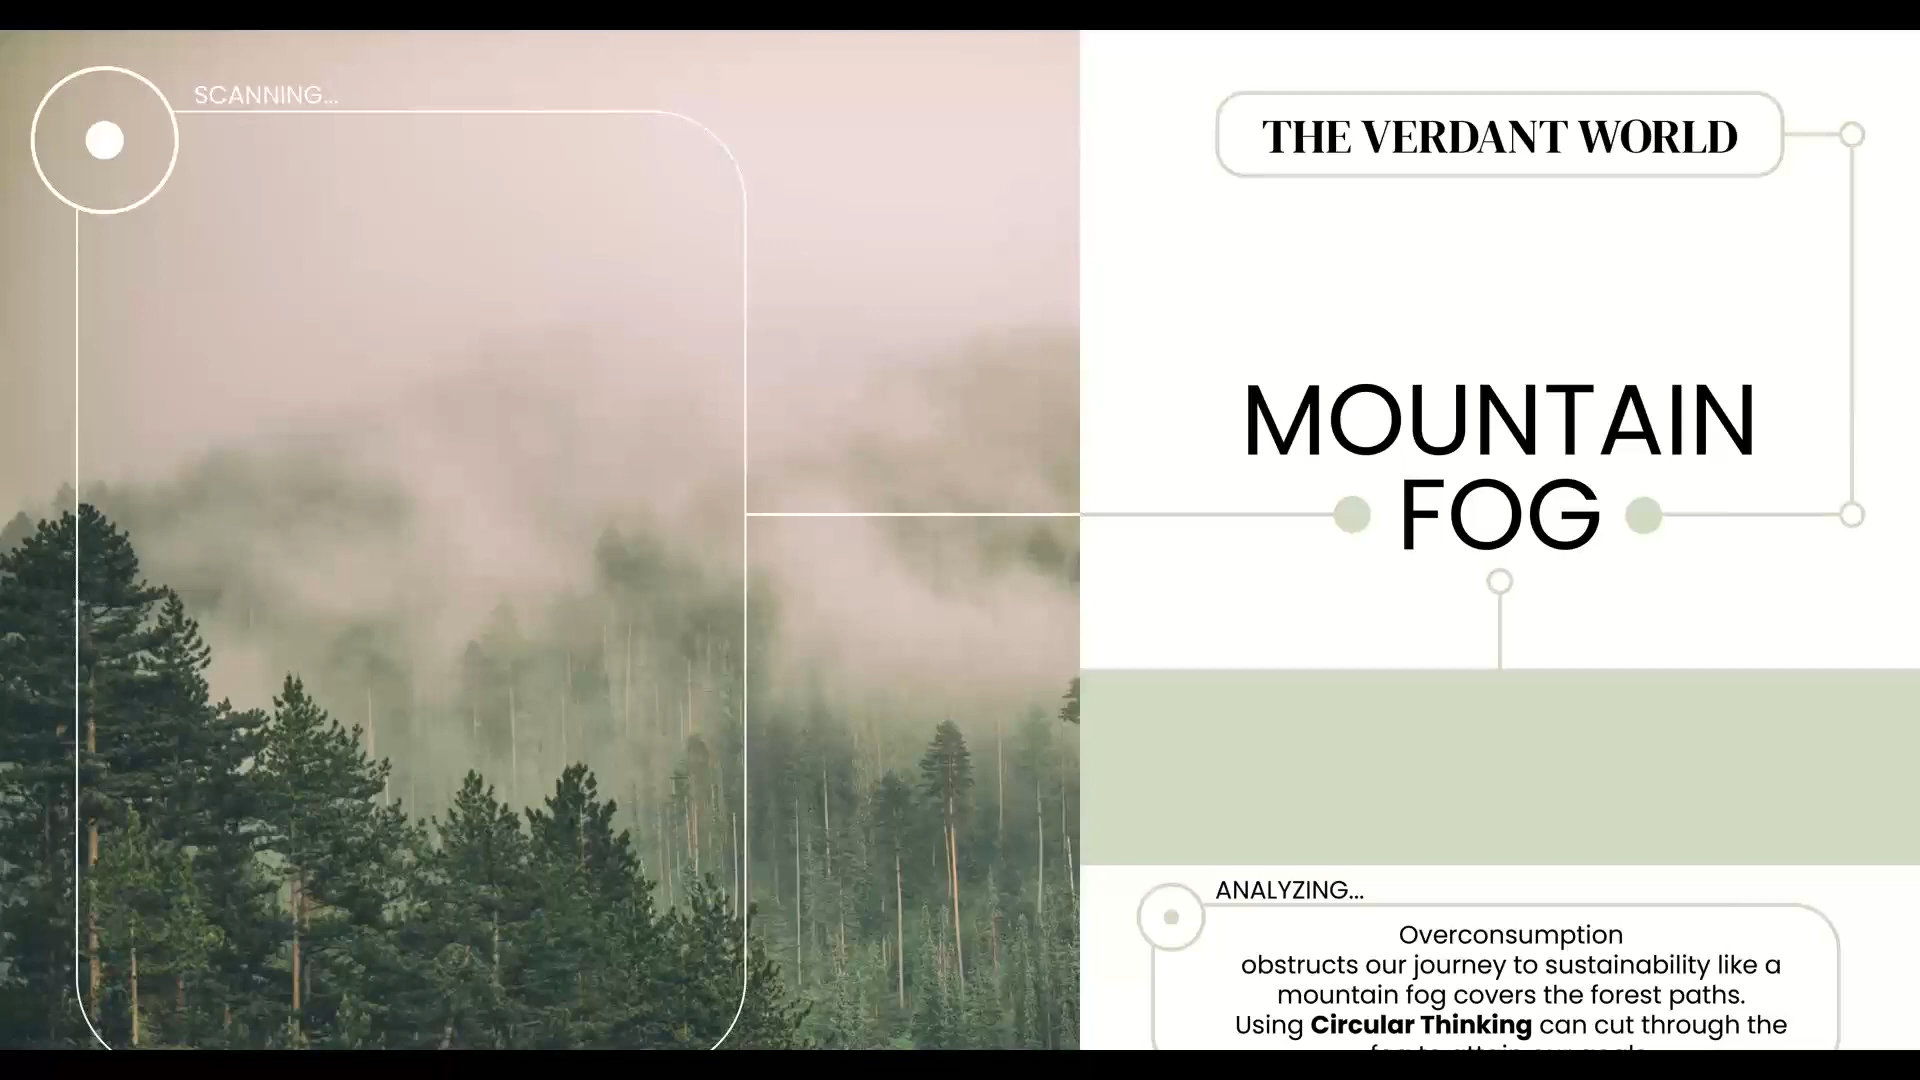 SCANNING...
THE VERDANT WORLD
MOUNTAIN
FOG
ANALYZING...
Overconsumption
obstructs our journey to sustainability like a
mountain fog covers the forest paths.
Using Circular Thinking can cut through the